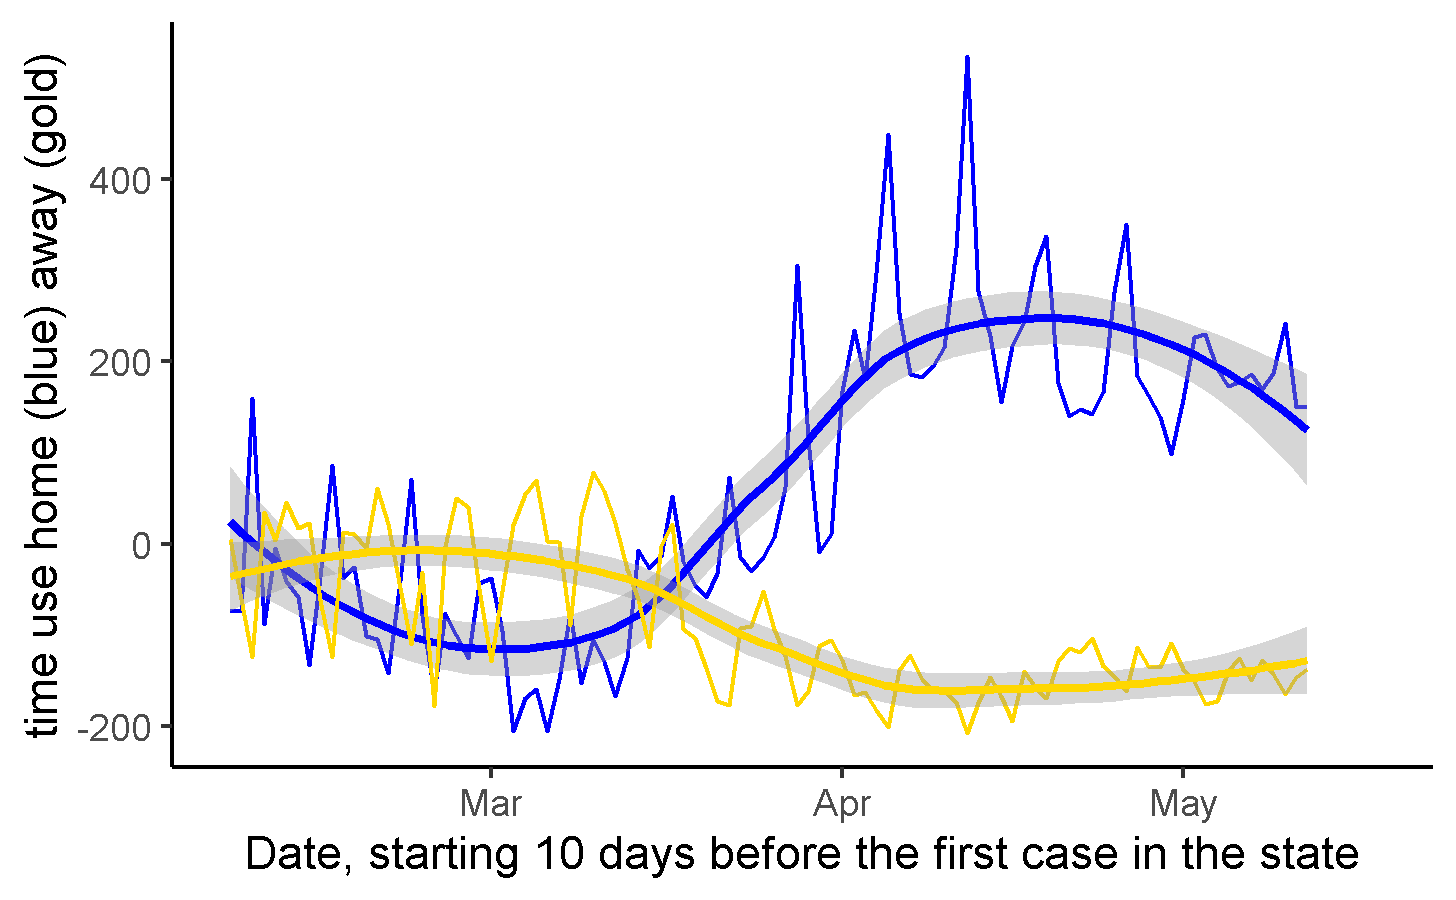 time use home (blue) away (gold)
400
200
0
-200
Mar Apr May
Date, starting 10 days before the first case in the state